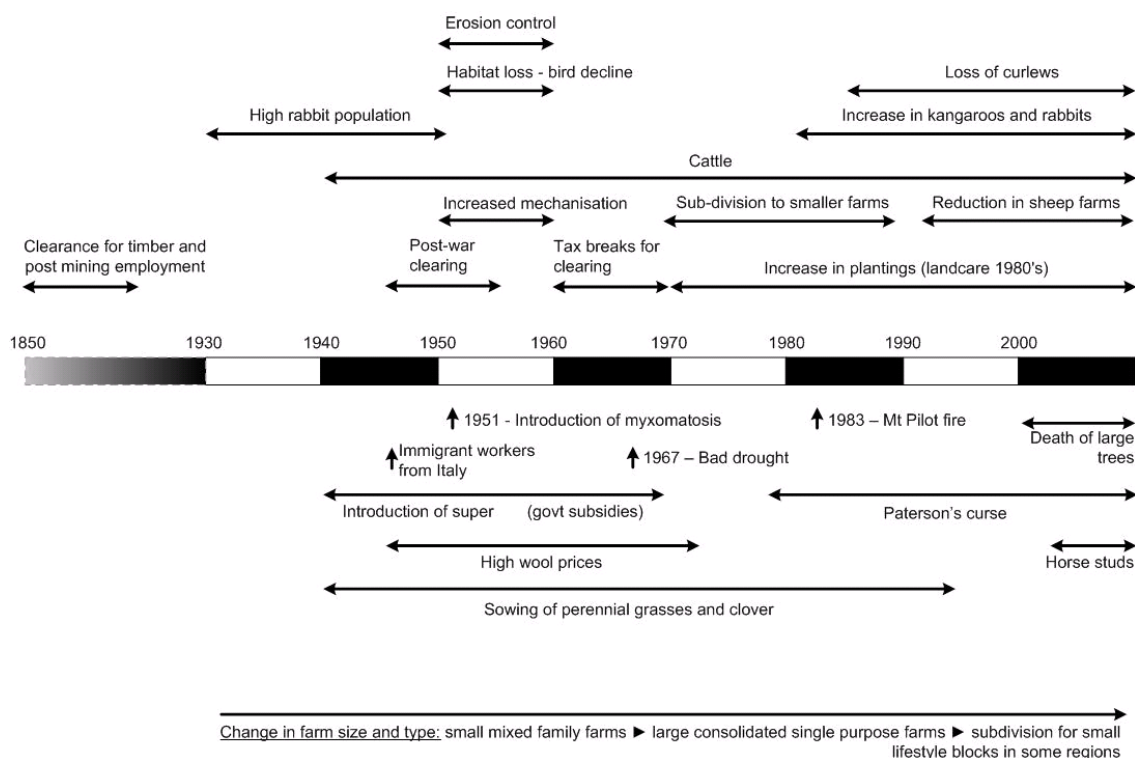 Erosion control
Habitat loss - bird decline
Loss of curlews
High rabbit population
Increase in kangaroos and rabbits
Cattle
Increased mechanisation
Sub-division to smaller farms
Reduction in sheep farms
Clearance for timber and
post mining employment
Post-war
clearing
Tax breaks for
clearing
Increase in plantings (landcare 1980's)
1850
1930
1940
1950
1960
1970
1980
1990
2000
1951 - Introduction of myxomatosis
1983 – Mt Pilot fire
Death of large
trees
Immigrant workers
from Italy
1967 – Bad drought
Introduction of super (govt subsidies)
Paterson's curse
High wool prices
Horse studs
Sowing of perennial grasses and clover
Change in farm size and type: small mixed family farms ► large consolidated single purpose farms ► subdivision for small
lifestyle blocks in some regions